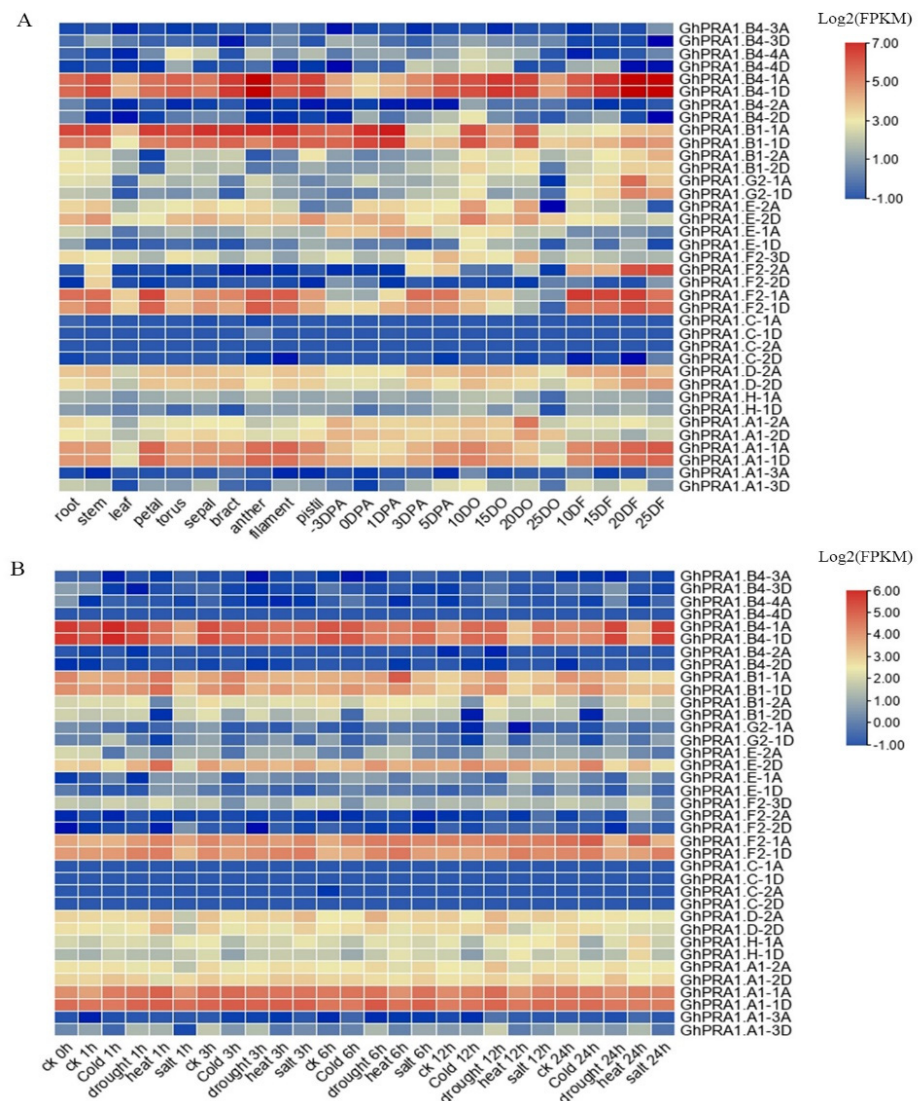 A
Log2(FPKM)
7.00
5.00
3.00
1.00
-1.00
GhPRA1.B4-3A
GhPRA1.B4-3D
GhPRA1.B4-4A
GhPRA1.B4-4D
GhPRA1.B4-1A
GhPRA1.B4-1D
GhPRA1.B4-2A
GhPRA1.B4-2D
GhPRA1.B1-1A
GhPRA1.B1-1D
GhPRA1.B1-2A
GhPRA1.B1-2D
GhPRA1.G2-1A
GhPRA1.G2-1D
GhPRA1.E-2A
GhPRA1.E-2D
GhPRA1.E-1A
GhPRA1.E-1D
GhPRA1.F2-3D
GhPRA1.F2-2A
GhPRA1.F2-2D
GhPRA1.F2-1A
GhPRA1.F2-1D
GhPRA1.C-1A
GhPRA1.C-1D
GhPRA1.C-2A
GhPRA1.C-2D
GhPRA1.D-2A
GhPRA1.D-2D
GhPRA1.H-1A
GhPRA1.H-1D
GhPRA1.A1-2A
GhPRA1.A1-2D
GhPRA1.A1-1A
GhPRA1.A1-1D
GhPRA1.A1-3A
GhPRA1.A1-3D
root stem leaf petal torus sepal bract anther filament pistil -3DPA 0DPA 1DPA 3DPA 5DPA 10DO 15DO 20DO 25DO 10DF 15DF 20DF 25DF
B
Log2(FPKM)
6.00
5.00
4.00
3.00
2.00
1.00
0.00
-1.00
GhPRA1.B4-3A
GhPRA1.B4-3D
GhPRA1.B4-4A
GhPRA1.B4-4D
GhPRA1.B4-1A
GhPRA1.B4-1D
GhPRA1.B4-2A
GhPRA1.B4-2D
GhPRA1.B1-1A
GhPRA1.B1-1D
GhPRA1.B1-2A
GhPRA1.B1-2D
GhPRA1.G2-1A
GhPRA1.G2-1D
GhPRA1.E-2A
GhPRA1.E-2D
GhPRA1.E-1A
GhPRA1.E-1D
GhPRA1.F2-3D
GhPRA1.F2-2A
GhPRA1.F2-2D
GhPRA1.F2-1A
GhPRA1.F2-1D
GhPRA1.C-1A
GhPRA1.C-1D
GhPRA1.C-2A
GhPRA1.C-2D
GhPRA1.D-2A
GhPRA1.D-2D
GhPRA1.H-1A
GhPRA1.H-1D
GhPRA1.A1-2A
GhPRA1.A1-2D
GhPRA1.A1-1A
GhPRA1.A1-1D
GhPRA1.A1-3A
GhPRA1.A1-3D
ck 0h ck 1h Cold 1h drought 1h heat 1h salt 1h ck 3h Cold 3h drought 3h heat 3h salt 3h ck 6h Cold 6h drought 6h heat 6h salt 6h ck 12h Cold 12h drought 12h heat 12h salt 12h ck 24h Cold 24h drought 24h heat 24h salt 24h